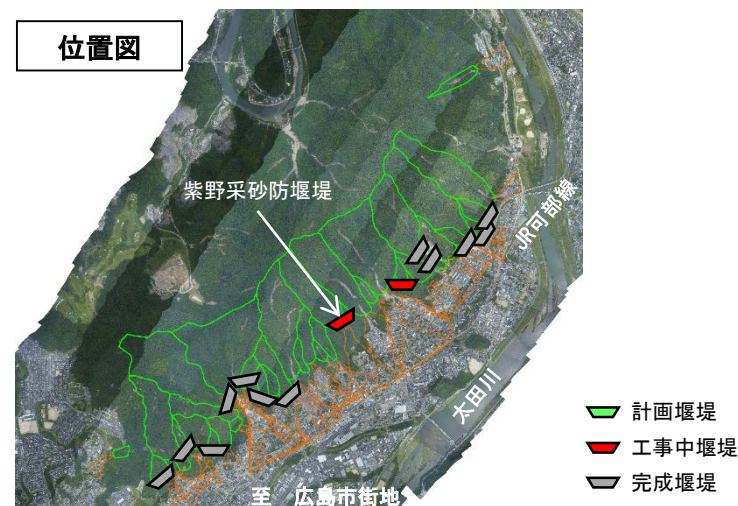 位置図
紫野采砂防堰堤
JR可部線
太田川
計画堰堤
工事中堰堤
完成堰堤
至 広島市街地